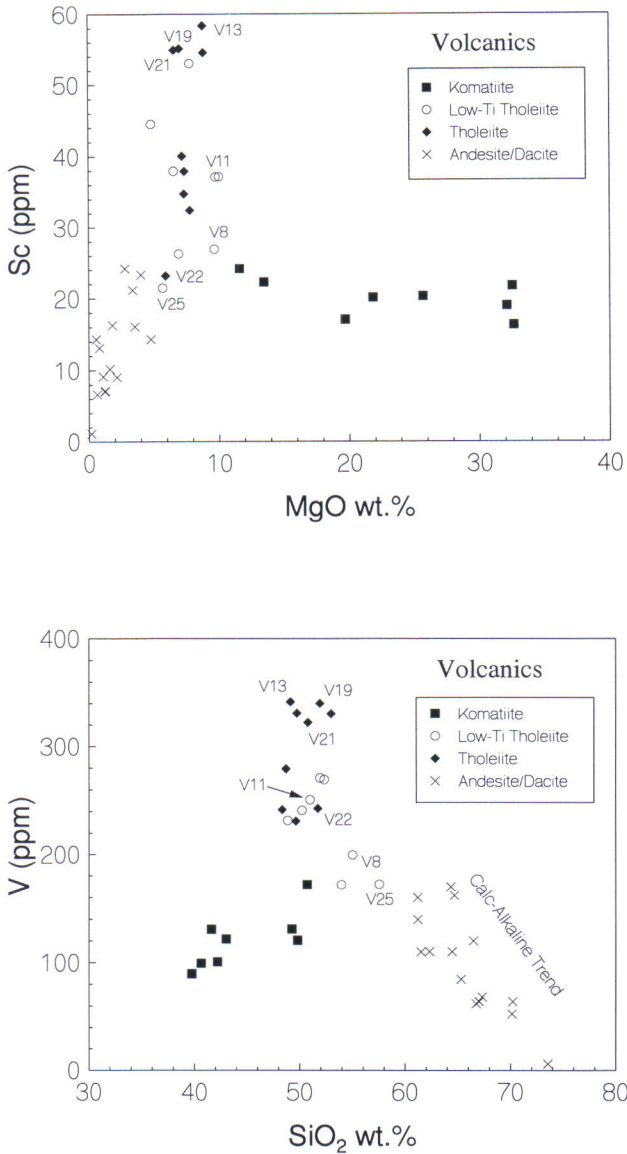 60
50
40
30
20
10
0
Sc (ppm)
V19
V13
V21
V11
V8
V22
V25
Volcanics
Komatiite
Low-Ti Tholeiite
Tholeiite
Andesite/Dacite
0 10 20 30 40
MgO wt.%
400
300
200
100
0
V (ppm)
V13
V19
V21
V11
V22
V8
V25
Volcanics
Komatiite
Low-Ti Tholeiite
Tholeiite
Andesite/Dacite
Calc-Alkaline Trend
30 40 50 60 70 80
SiO₂ wt.%